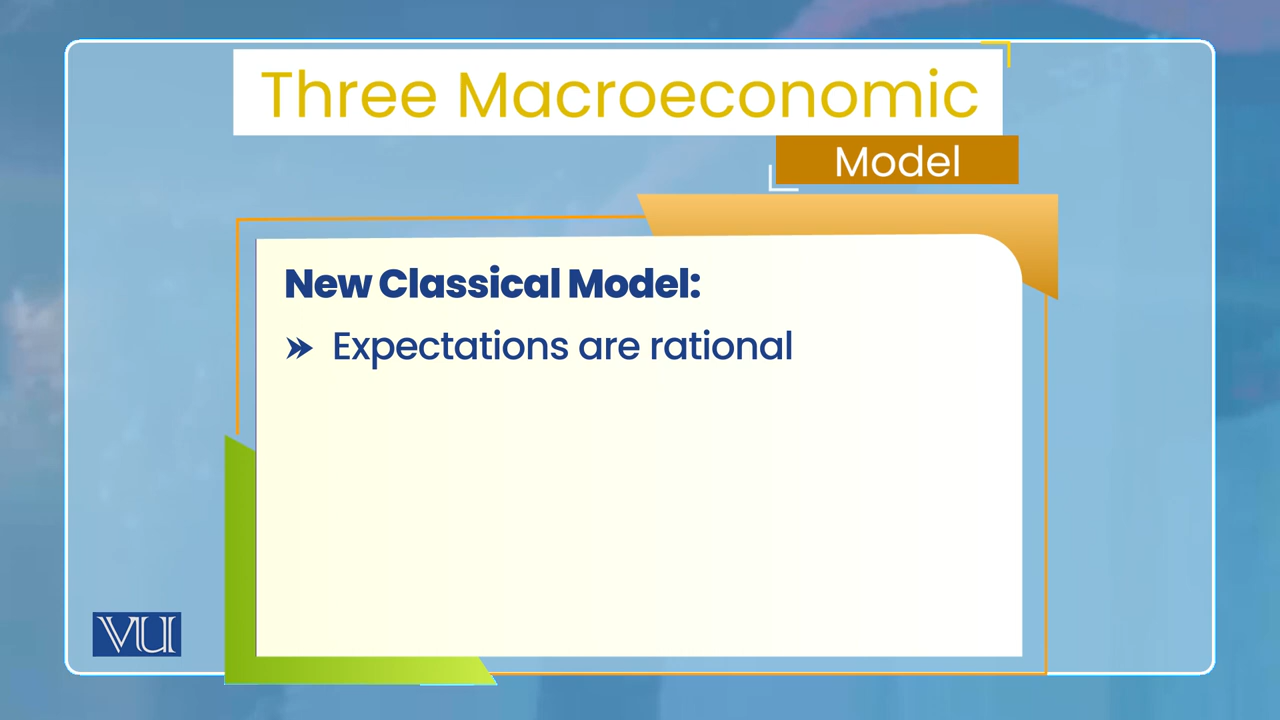 Three Macroeconomic
Model
New Classical Model:
Expectations are rational
VU